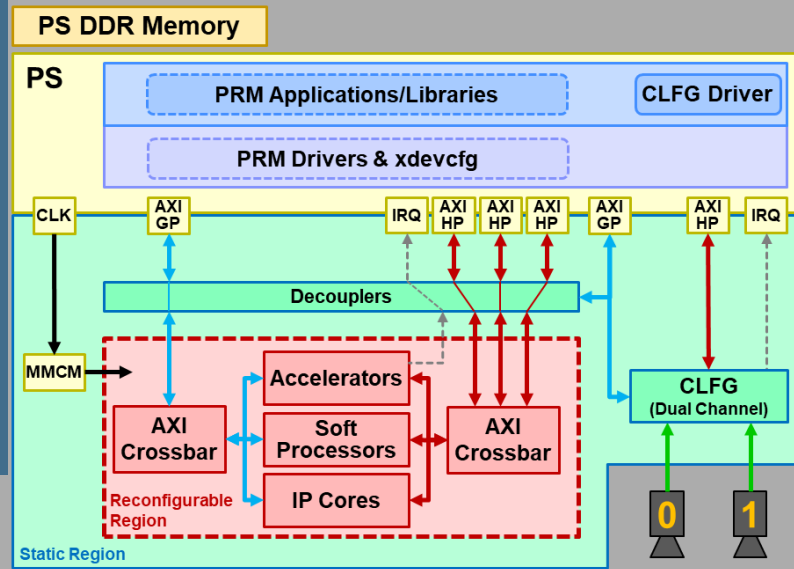 PS DDR Memory
PS
PRM Applications/Libraries
CLFG Driver
PRM Drivers & xdevcfg
CLK
AXI
GP
IRQ
AXI
HP
AXI
HP
AXI
HP
AXI
GP
AXI
HP
IRQ
Decouplers
MMCM
Accelerators
AXI
Crossbar
Soft
Processors
AXI
Crossbar
IP Cores
CLFG
(Dual Channel)
Reconfigurable
Region
0
1
Static Region